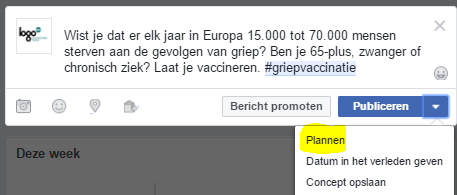 logo
Wist je dat er elk jaar in Europa 15.000 tot 70.000 mensen
sterven aan de gevolgen van griep? Ben je 65-plus, zwanger of
chronisch ziek? Laat je vaccineren. #griepvaccinatie
Bericht promoten
Publiceren
Plannen
Deze week
Datum in het verleden geven
Concept opslaan